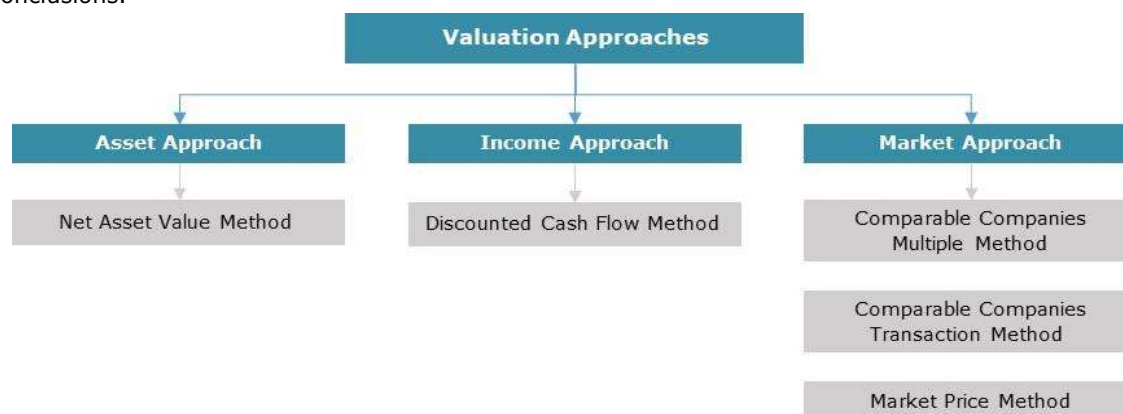 onclusions.
Valuation Approaches
Asset Approach
Income Approach
Market Approach
Net Asset Value Method
Discounted Cash Flow Method
Comparable Companies
Multiple Method
Comparable Companies
Transaction Method
Market Price Method